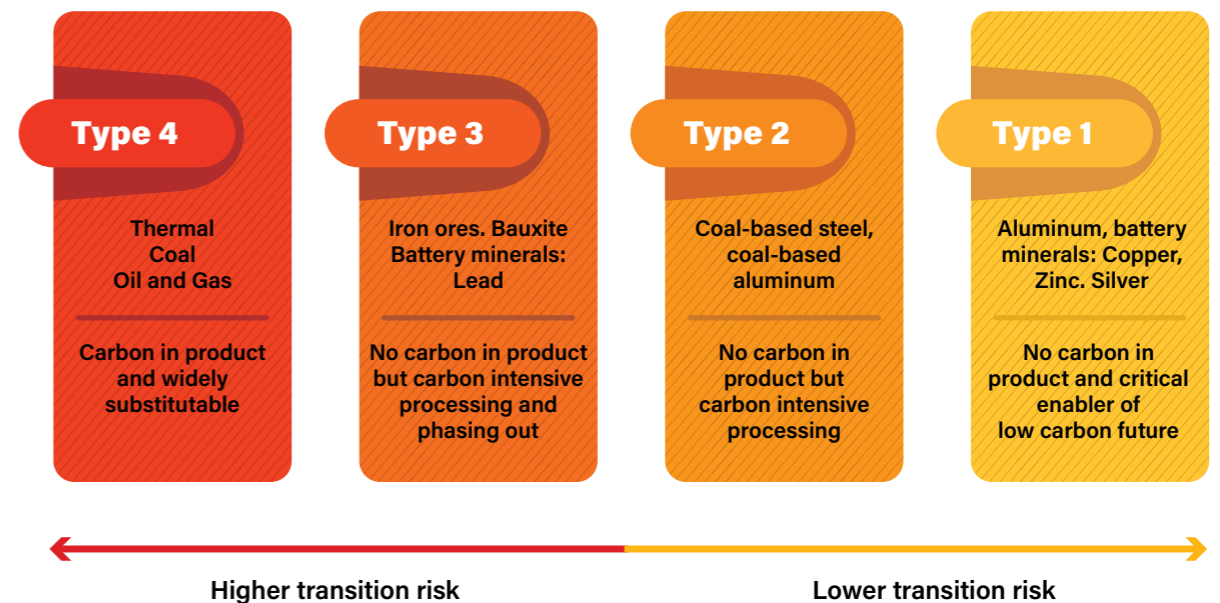 Type 4
Thermal
Coal
Oil and Gas
Carbon in product
and widely
substitutable
Type 3
Iron ores. Bauxite
Battery minerals:
Lead
No carbon in product
but carbon intensive
processing and
phasing out
Type 2
Coal-based steel,
coal-based
aluminum
No carbon in
product but
carbon intensive
processing
Type 1
Aluminum, battery
minerals: Copper,
Zinc. Silver
No carbon in
product and critical
enabler of
low carbon future
Higher transition risk
Lower transition risk